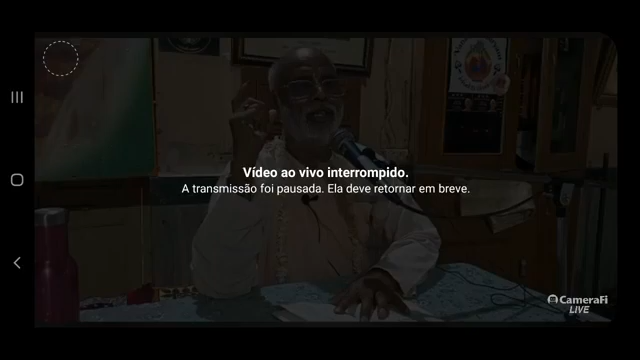 Vídeo ao vivo interrompido.
A transmissão foi pausada. Ela deve retornar em breve.
CameraFi
LIVE